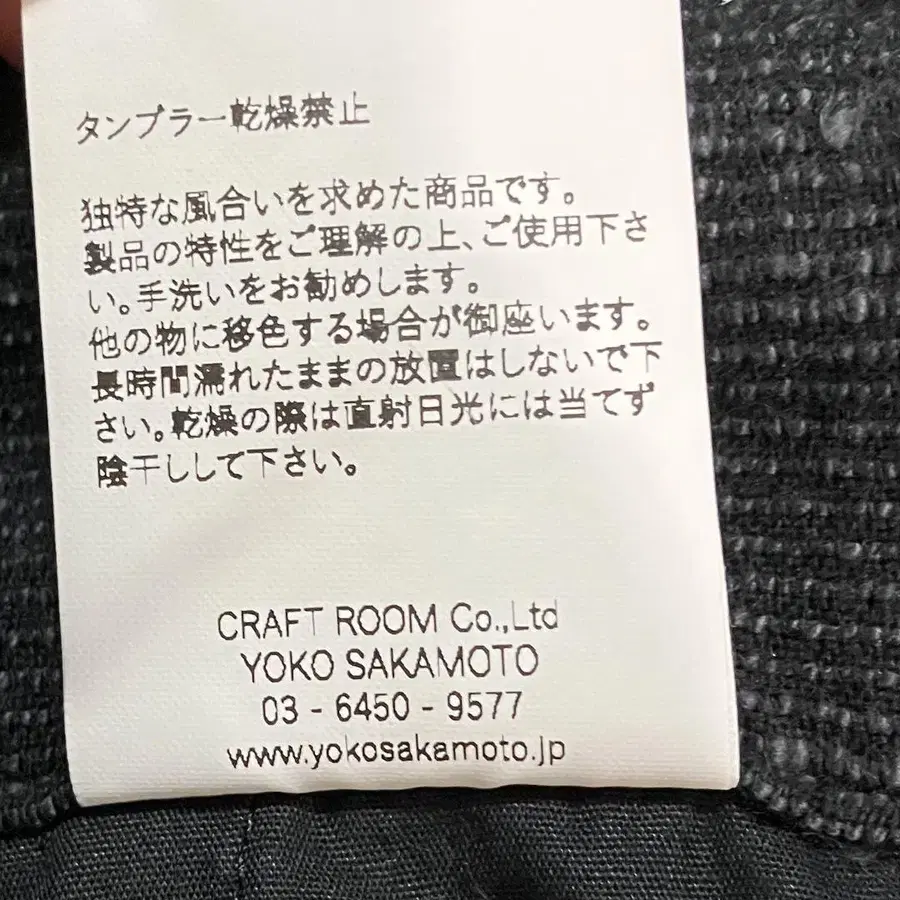 タンブラー乾燥禁止
独特な風合いを求めた商品です。
製品の特性をご理解の上、ご使用下さ
い。手洗いをお勧めします。
他の物に移色する場合が御座います。
長時間濡れたままの放置はしないで下
さい。乾燥の際は直射日光には当てず
陰干しして下さい。
CRAFT ROOM Co.,Ltd
YOKO SAKAMOTO
03 - 6450 - 9577
www.yokosakamoto.jp